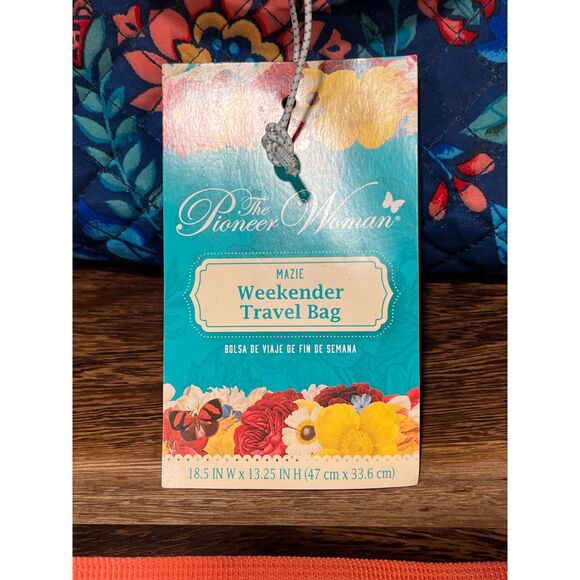 The
Pioneer Woman®
MAZIE
Weekender
Travel Bag
BOLSA DE VIAJE DE FIN DE SEMANA
18.5 IN W x 13.25 IN H (47 cm x 33.6 cm)